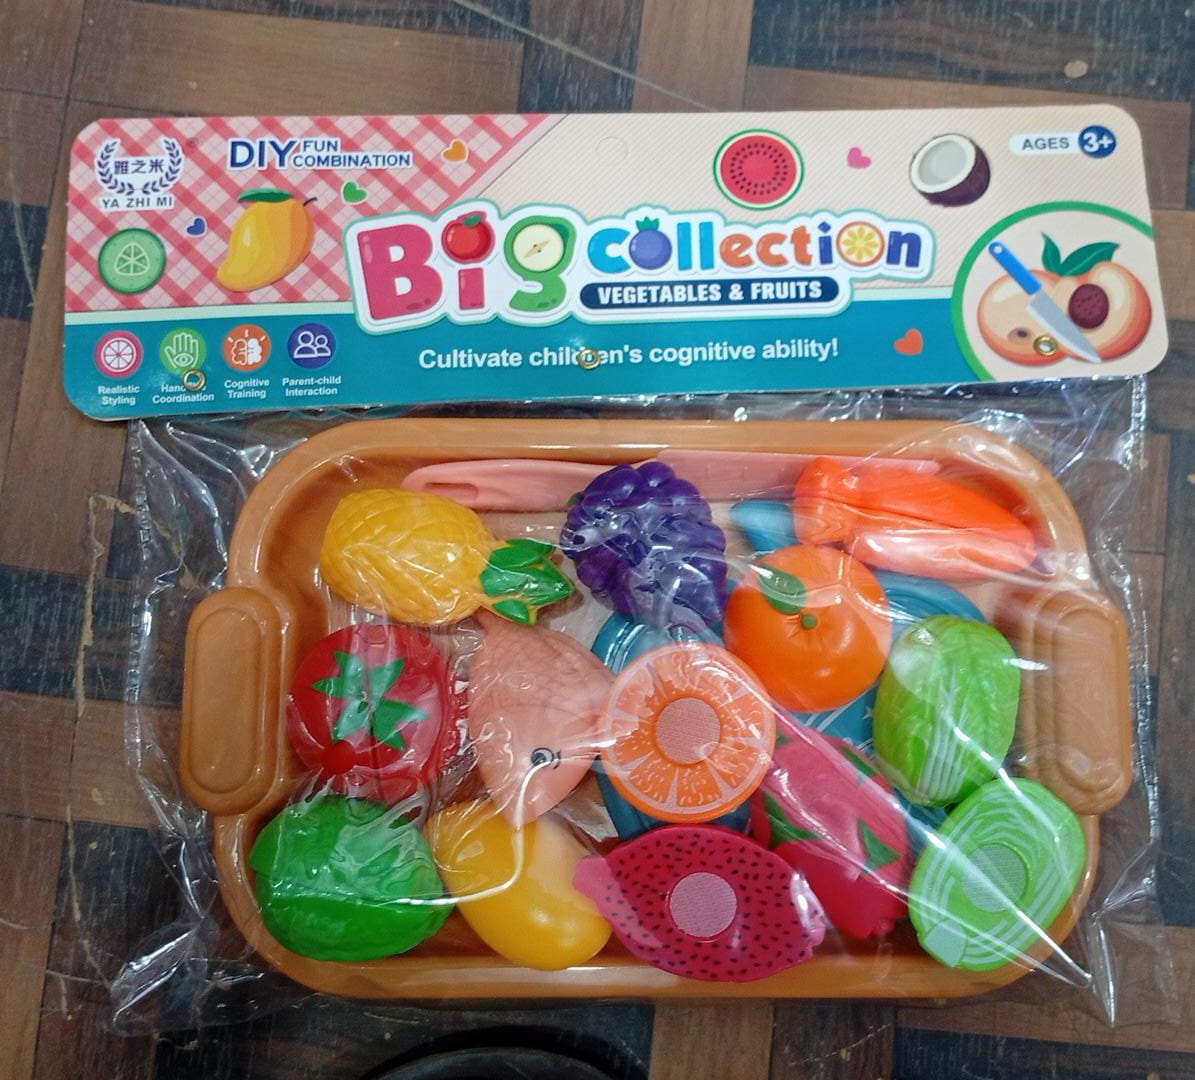 雅之米
YA ZHI MI
DIY FUN COMBINATION
AGES 3+
Big collection
VEGETABLES & FRUITS
Cultivate children's cognitive ability!
Realistic Styling
Hand Coordination
Cognitive Training
Parent-child Interaction